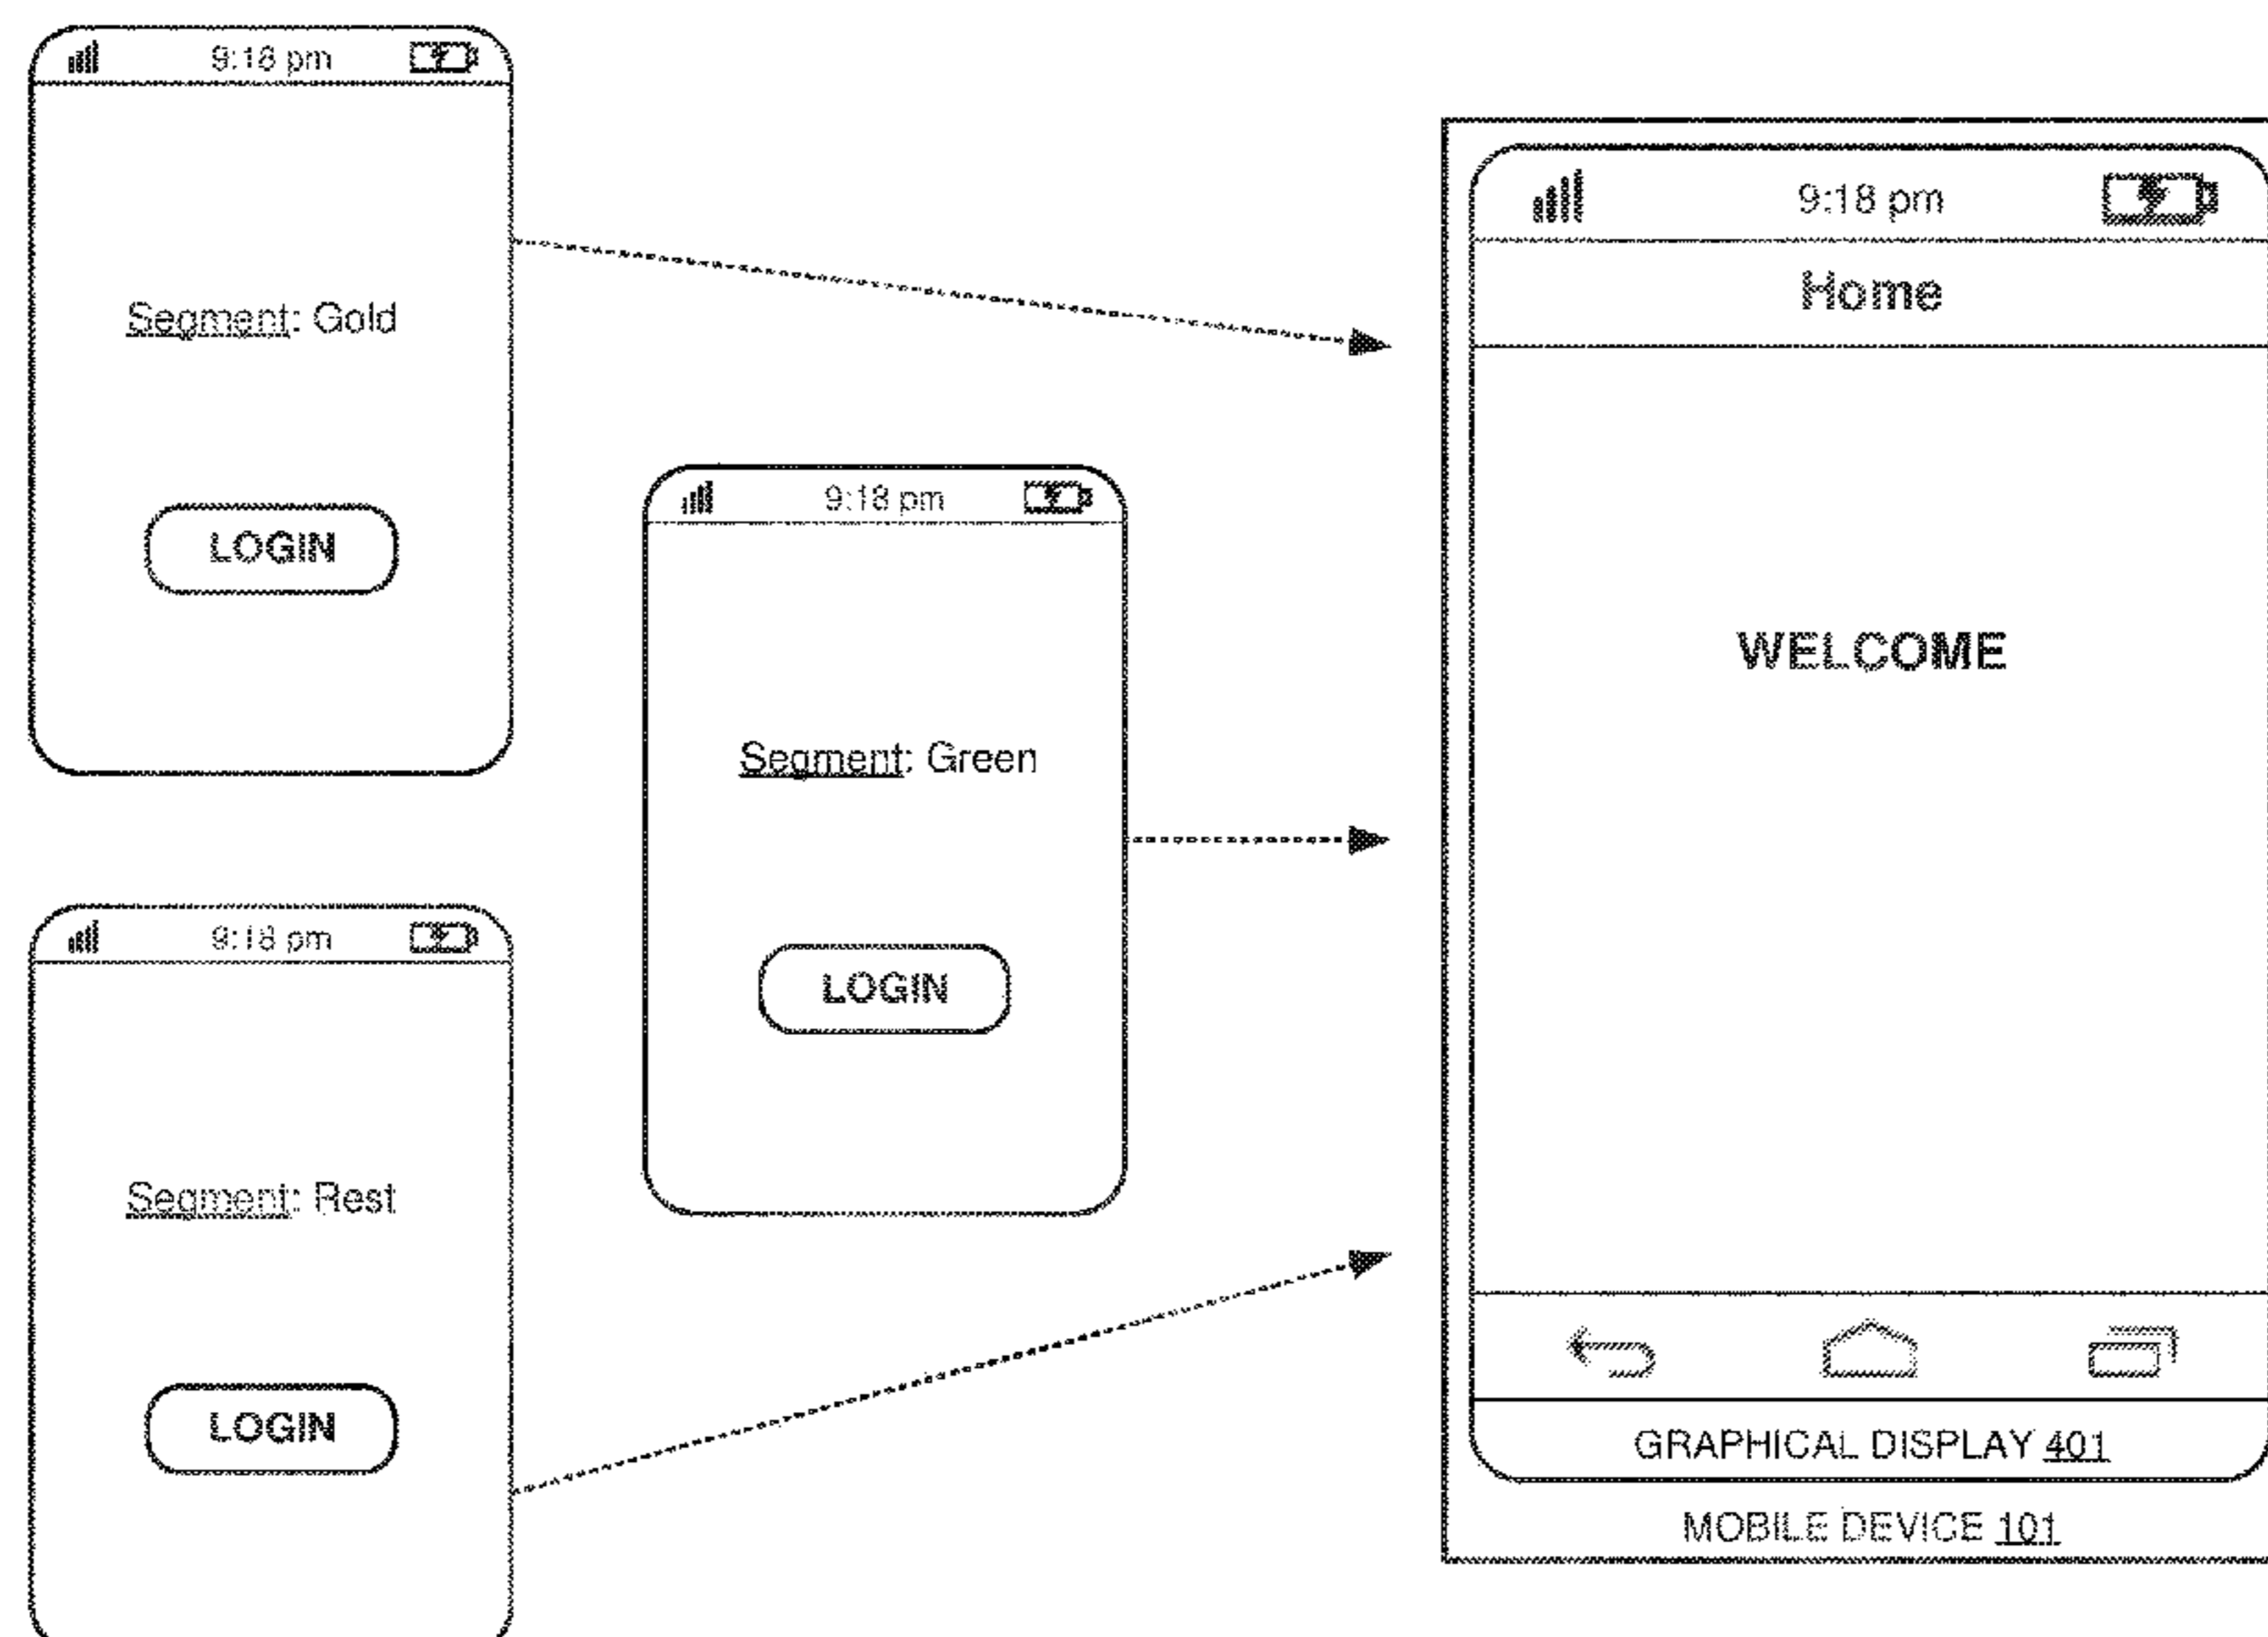 9:18 pm
Segment: Gold
LOGIN
9:18 pm
Segment: Green
LOGIN
9:18 pm
Segment: Rest
LOGIN
9:18 pm
Home
WELCOME
GRAPHICAL DISPLAY 401
MOBILE DEVICE 101